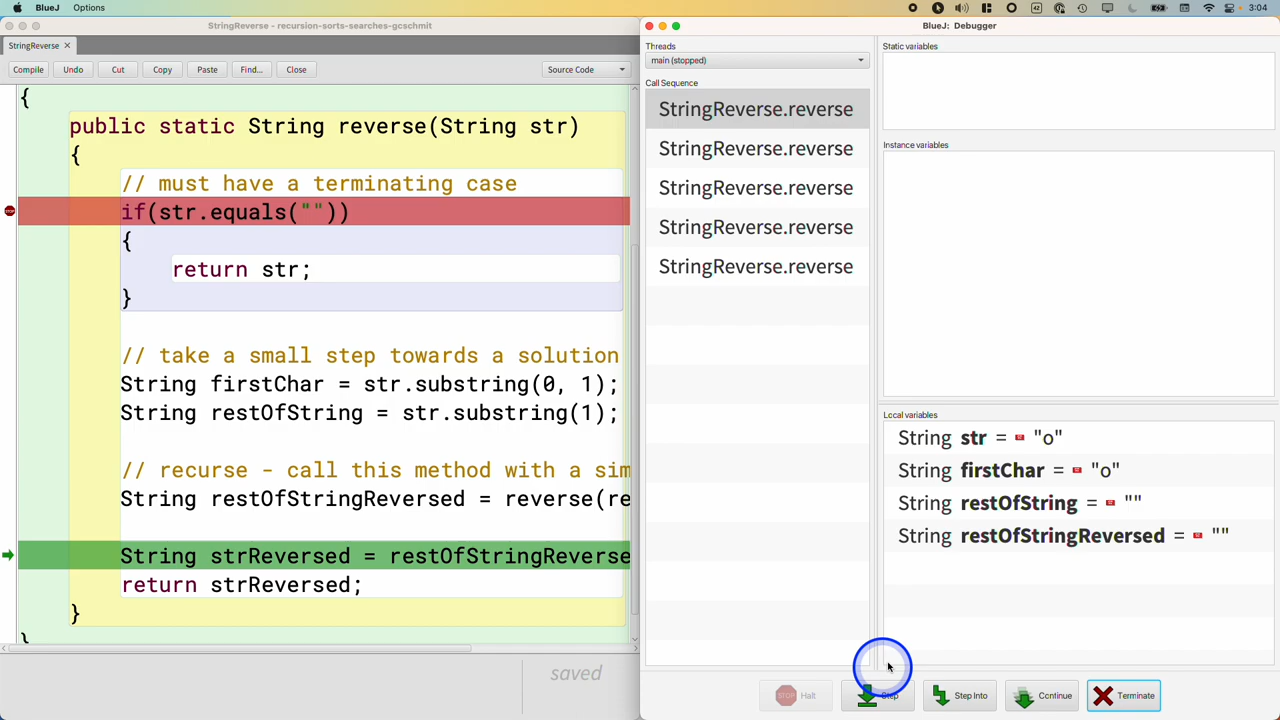 BlueJ Options
42
3:04
StringReverse - recursion-sorts-searches-gcschmit
BlueJ: Debugger
StringReverse ×
Compile Undo Cut Copy Paste Find... Close Source Code
{
public static String reverse(String str)
{
// must have a terminating case
if(str.equals(""))
{
return str;
}
// take a small step towards a solution
String firstChar = str.substring(0, 1);
String restOfString = str.substring(1);
// recurse - call this method with a sim
String restOfStringReversed = reverse(re
String strReversed = restOfStringReverse
return strReversed;
}
}
saved
Threads
main (stopped)
Call Sequence
StringReverse.reverse
StringReverse.reverse
StringReverse.reverse
StringReverse.reverse
StringReverse.reverse
Static variables
Instance variables
Local variables
String str = "o"
String firstChar = "o"
String restOfString = ""
String restOfStringReversed = ""
STOP Halt Step Step Into Continue Terminate